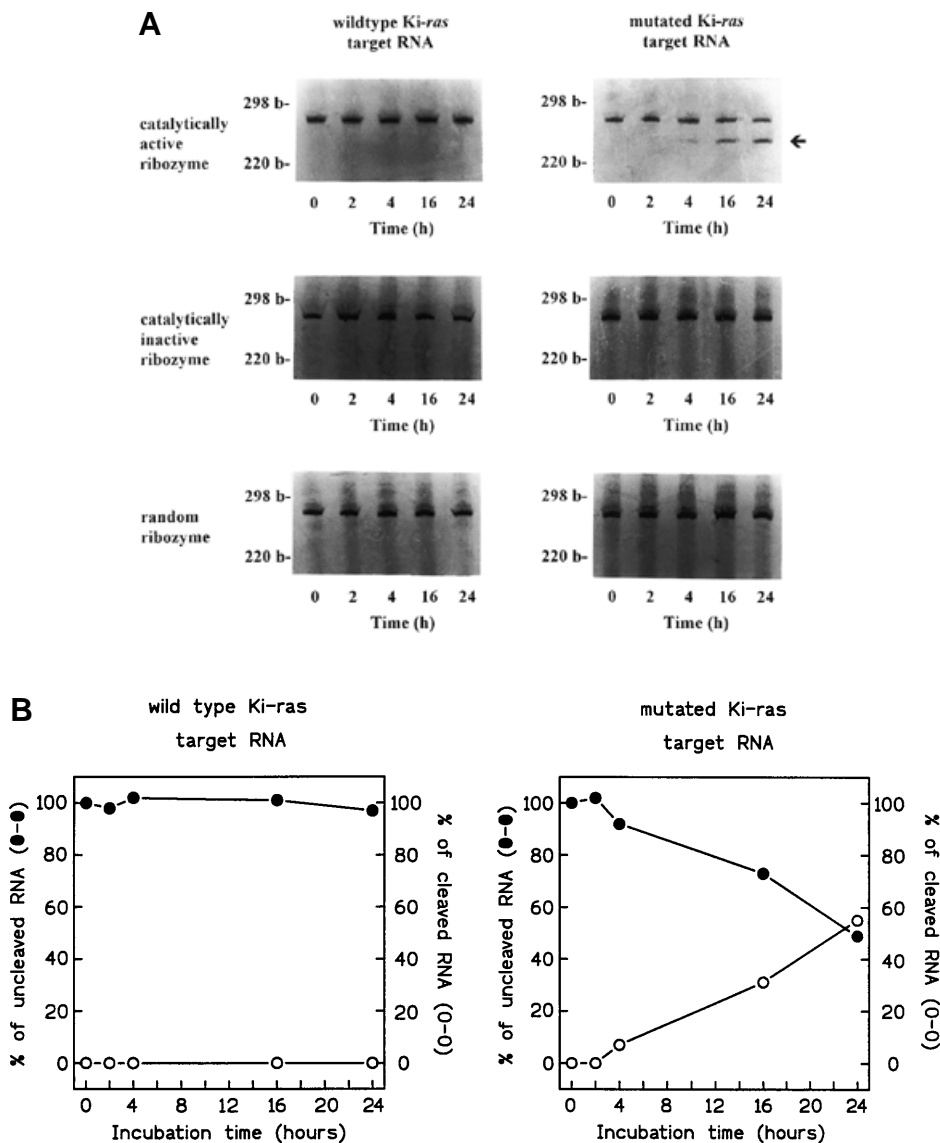 A
wildtype Ki-ras
target RNA
mutated Ki-ras
target RNA
catalytically
active
ribozyme
298 b-
220 b-
0 2 4 16 24
Time (h)
0 2 4 16 24
Time (h)
catalytically
inactive
ribozyme
298 b-
220 b-
0 2 4 16 24
Time (h)
298 b-
220 b-
0 2 4 16 24
Time (h)
random
ribozyme
298 b-
220 b-
0 2 4 16 24
Time (h)
298 b-
220 b-
0 2 4 16 24
Time (h)
298 b-
220 b-
B
wild type Ki-ras
target RNA
% of uncleaved RNA (●-●)
100
80
60
40
20
0
100
80
60
40
20
0
% of cleaved RNA (O-O)
0 4 8 12 16 20 24
Incubation time (hours)
mutated Ki-ras
target RNA
% of uncleaved RNA (●-●)
100
80
60
40
20
0
100
80
60
40
20
0
% of cleaved RNA (O-O)
0 4 8 12 16 20 24
Incubation time (hours)